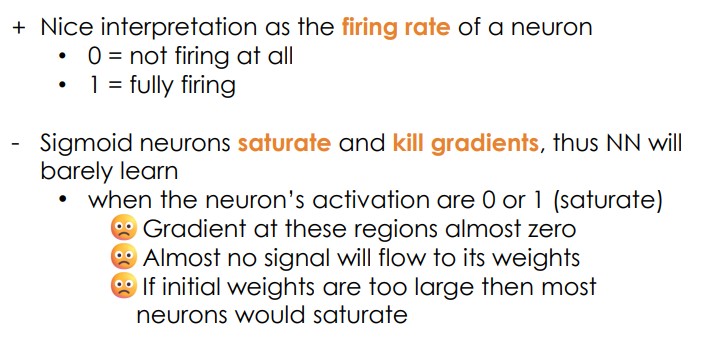 + Nice interpretation as the firing rate of a neuron
• 0 = not firing at all
• 1 = fully firing
- Sigmoid neurons saturate and kill gradients, thus NN will
barely learn
• when the neuron's activation are 0 or 1 (saturate)
🙁 Gradient at these regions almost zero
🙁 Almost no signal will flow to its weights
🙁 If initial weights are too large then most
neurons would saturate